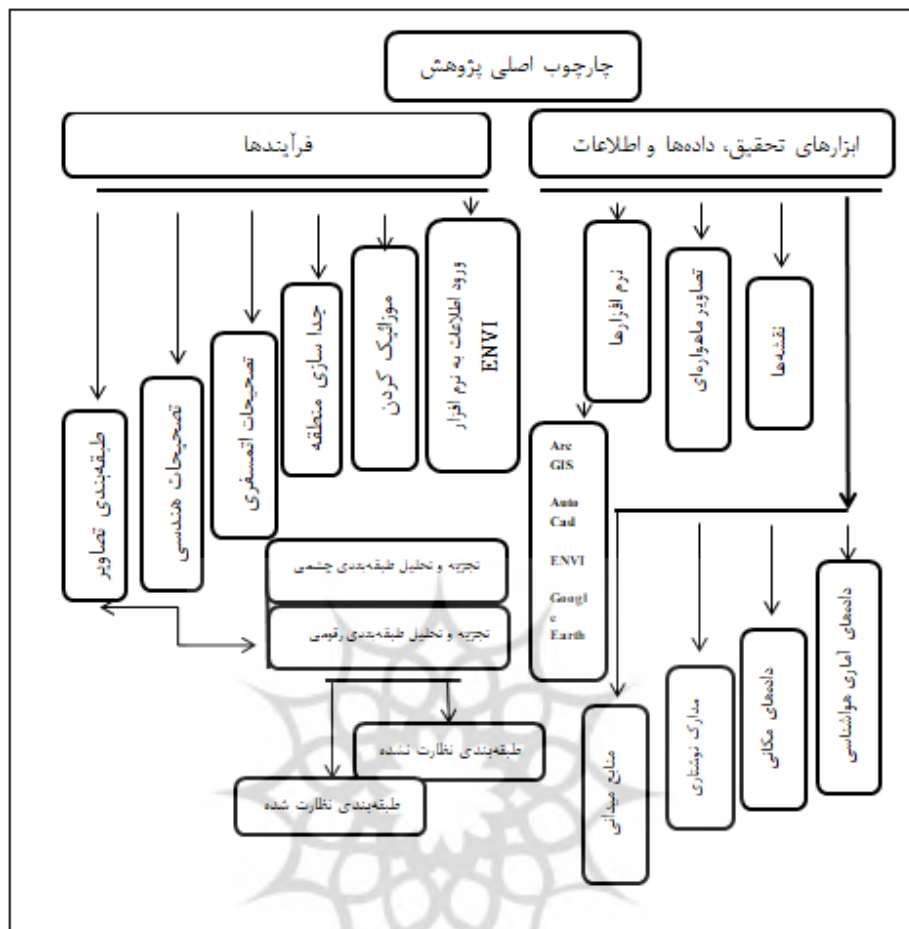 چارچوب اصلی پژوهش
ابزارهای تحقیق، داده‌ها و اطلاعات
فرآیندها
نقشه‌ها
تصاویر ماهواره‌ای
نرم افزارها
ورود اطلاعات به نرم افزار
ENVI
موزائیک کردن
جدا سازی منطقه
تصحیحات اتمسفری
تصحیحات هندسی
طبقه‌بندی تصاویر
Arc
GIS
Auto
Cad
ENVI
Googl
e
Earth
داده‌های آماری هواشناسی
داده‌های مکانی
مدارک نوشتاری
منابع میدانی
تجزیه و تحلیل طبقه‌بندی چشمی
تجزیه و تحلیل طبقه‌بندی رقومی
طبقه‌بندی نظارت نشده
طبقه‌بندی نظارت شده